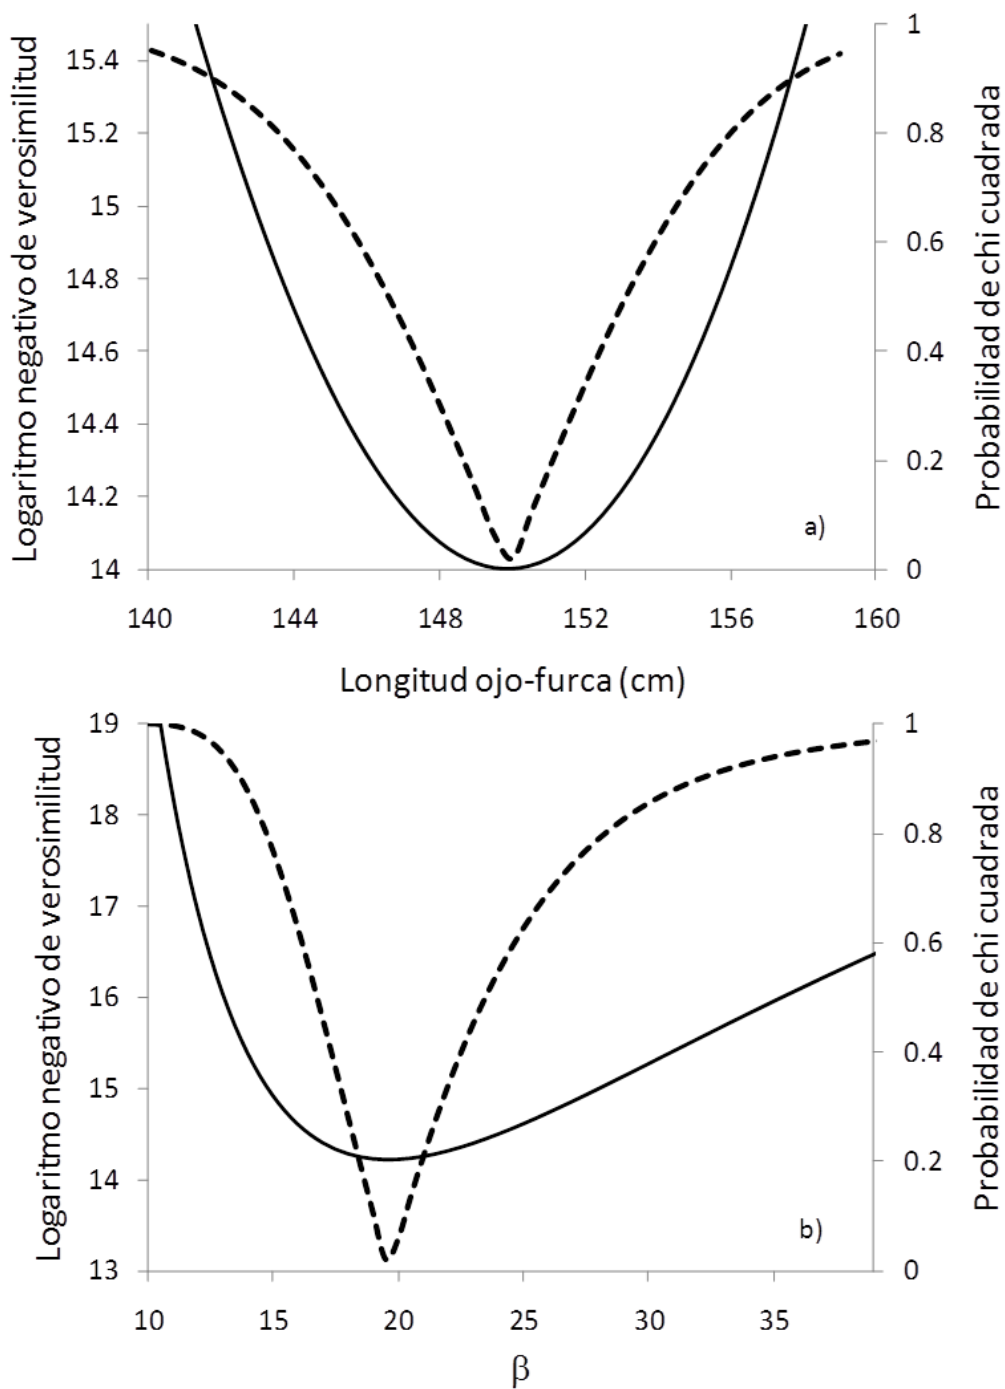 Logaritmo negativo de verosimilitud
15.4
15.2
15
14.8
14.6
14.4
14.2
14
1
0.8
0.6
0.4
0.2
0
Probabilidad de chi cuadrada
a)
140 144 148 152 156 160
Longitud ojo-furca (cm)
Logaritmo negativo de verosimilitud
19
18
17
16
15
14
13
1
0.8
0.6
0.4
0.2
0
Probabilidad de chi cuadrada
b)
10 15 20 25 30 35
β